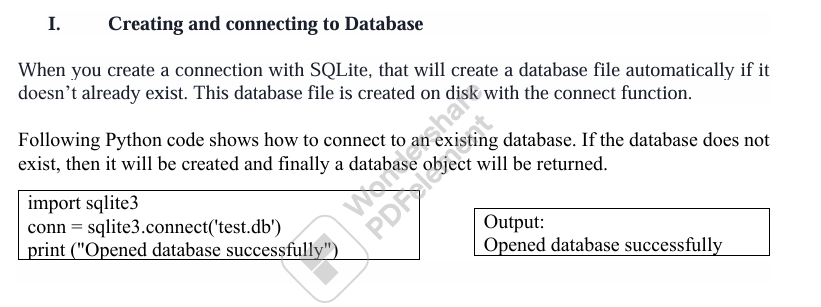 I. Creating and connecting to Database
When you create a connection with SQLite, that will create a database file automatically if it
doesn’t already exist. This database file is created on disk with the connect function.
Following Python code shows how to connect to an existing database. If the database does not
exist, then it will be created and finally a database object will be returned.
import sqlite3
conn = sqlite3.connect('test.db')
print ("Opened database successfully")
Output:
Opened database successfully
Wondershare
PDFelement